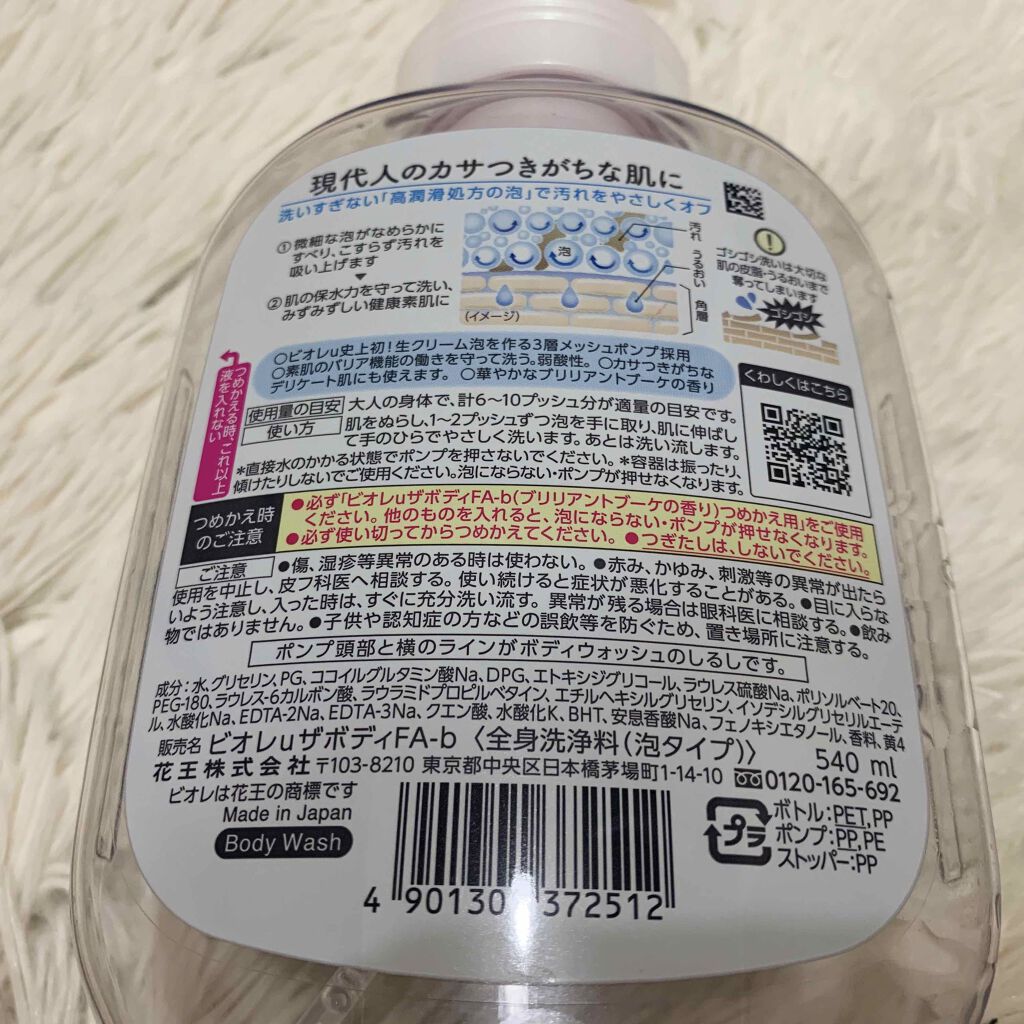 現代人のカサつきがちな肌に
洗いすぎない「高潤滑処方の泡」で汚れをやさしくオフ
①微細な泡がなめらかに
すべり、こすらず汚れを
吸い上げます
②肌の保水力を守って洗い、
みずみずしい健康素肌に
泡
(イメージ)
汚れ
うるおい
角層
!
ゴシゴシ洗いは大切な
肌の皮脂・うるおいまで
奪ってしまいます
ゴシゴシ
○ビオレu史上初!生クリーム泡を作る3層メッシュポンプ採用
○素肌のバリア機能の働きを守って洗う。弱酸性。○カサつきがちな
デリケート肌にも使えます。○華やかなブリリアントブーケの香り
くわしくはこちら
つめかえる時、これ以上
液を入れない
使用量の目安 大人の身体で、計6~10プッシュ分が適量の目安です。
使い方 肌をぬらし、1~2プッシュずつ泡を手に取り、肌に伸ばし
て手のひらでやさしく洗います。あとは洗い流します。
*直接水のかかる状態でポンプを押さないでください。*容器は振ったり、
傾けたりしないでご使用ください。泡にならない・ポンプが押せなくなります。
つめかえ時
のご注意
●必ず「ビオレuザボディFA-b(ブリリアントブーケの香り)つめかえ用」をご使用
ください。他のものを入れると、泡にならない・ポンプが押せなくなります。
●必ず使い切ってからつめかえてください。●つぎたしは、しないでください。
ご注意 ●傷、湿疹等異常のある時は使わない。●赤み、かゆみ、刺激等の異常が出たら
使用を中止し、皮フ科医へ相談する。使い続けると症状が悪化することがある。●目に入らな
いよう注意し、入った時は、すぐに充分洗い流す。異常が残る場合は眼科医に相談する。●飲み
物ではありません。●子供や認知症の方などの誤飲等を防ぐため、置き場所に注意する。
ポンプ頭部と横のラインがボディウォッシュのしるしです。
成分:水、グリセリン、PG、ココイルグルタミン酸Na、DPG、エトキシジグリコール、ラウレス硫酸Na、ポリソルベート20、
PEG-180、ラウレス-6カルボン酸、ラウラミドプロピルベタイン、エチルヘキシルグリセリン、イソデシルグリセリルエーテ
ル、水酸化Na、EDTA-2Na、EDTA-3Na、クエン酸、水酸化K、BHT、安息香酸Na、フェノキシエタノール、香料、黄4
販売名 ビオレuザボディFA-b〈全身洗浄料(泡タイプ)〉 540 ml
花王株式会社 〒103-8210 東京都中央区日本橋茅場町1-14-10 0120-165-692
ビオレは花王の商標です
Made in Japan
Body Wash
4 901301 372512
プラ
ボトル:PET,PP
ポンプ:PP,PE
ストッパー:PP